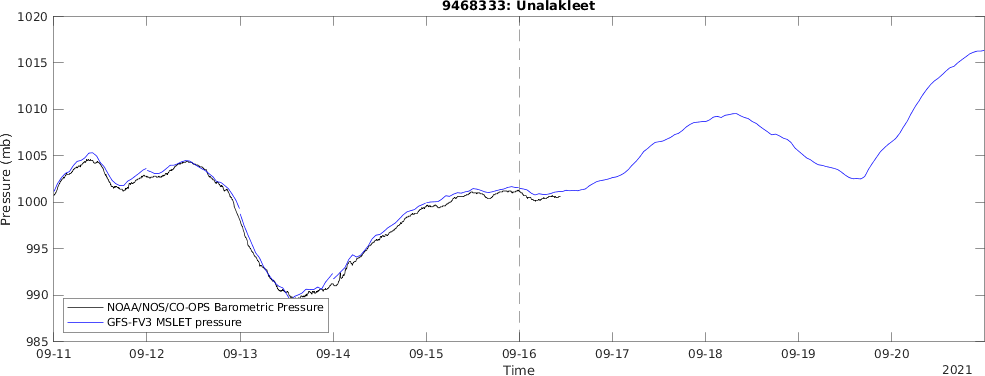 9468333: Unalakleet
1020
1015
1010
1005
1000
995
990
985
Pressure (mb)
NOAA/NOS/CO-OPS Barometric Pressure
GFS-FV3 MSLET pressure
09-11 09-12 09-13 09-14 09-15 09-16 09-17 09-18 09-19 09-20
Time
2021